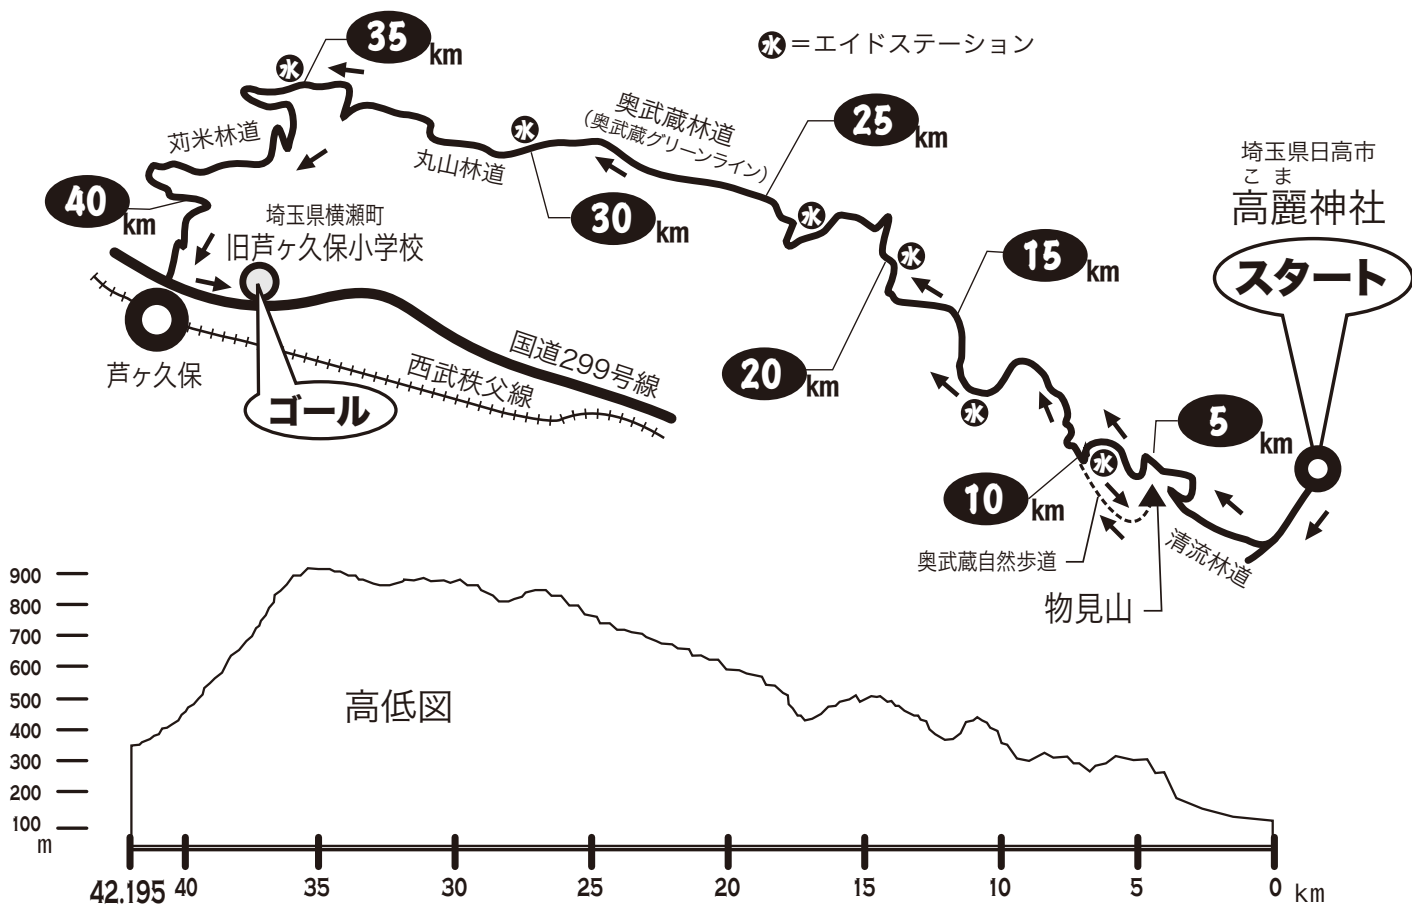 35km
水＝エイドステーション
水
奥武蔵林道
（奥武蔵グリーンライン）
25km
苅米林道
水
丸山林道
埼玉県日高市
こま
高麗神社
40km
埼玉県横瀬町
旧芦ヶ久保小学校
30km
水
水
15km
スタート
芦ヶ久保
ゴール
国道299号線
西武秩父線
20km
水
5km
水
10km
清流林道
奥武蔵自然歩道
物見山
900
800
700
600
500
400
300
200
100
m
高低図
42.195 40 35 30 25 20 15 10 5 0 km